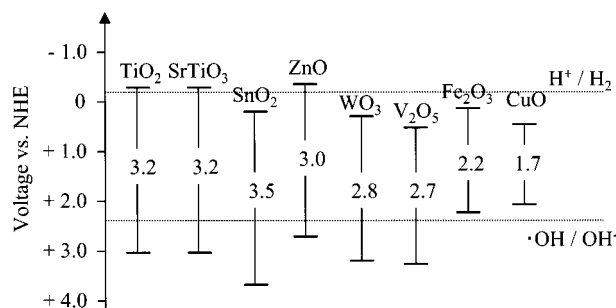 Voltage vs. NHE
- 1.0
0
+ 1.0
+ 2.0
+ 3.0
+ 4.0
TiO₂ SrTiO₃ SnO₂ ZnO WO₃ V₂O₅ Fe₂O₃ CuO
H⁺ / H₂
3.2 3.2 3.5 3.0 2.8 2.7 2.2 1.7
·OH / OH⁻